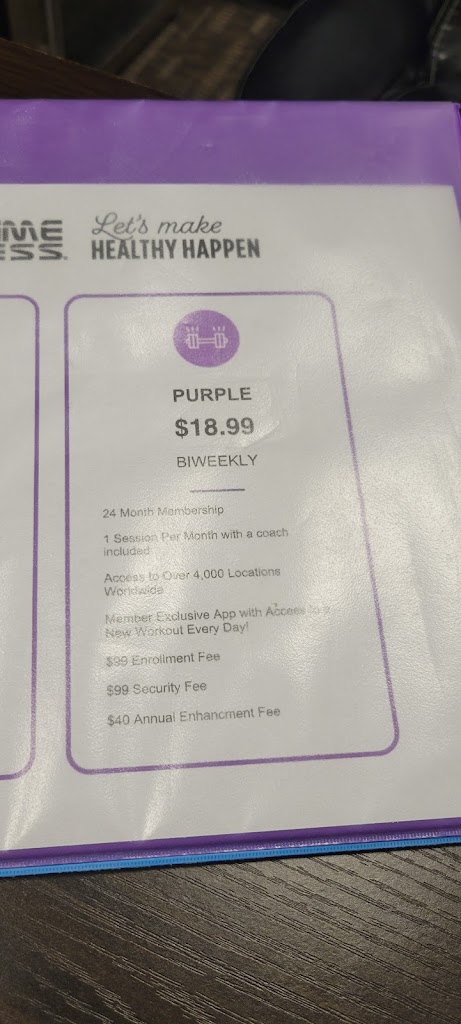 IME
ESS.
Let's make
HEALTHY HAPPEN
PURPLE
$18.99
BIWEEKLY
24 Month Membership
1 Session Per Month with a coach
included
Access to Over 4,000 Locations
Worldwide
Member Exclusive App with Access to a
New Workout Every Day!
$99 Enrollment Fee
$99 Security Fee
$40 Annual Enhancment Fee